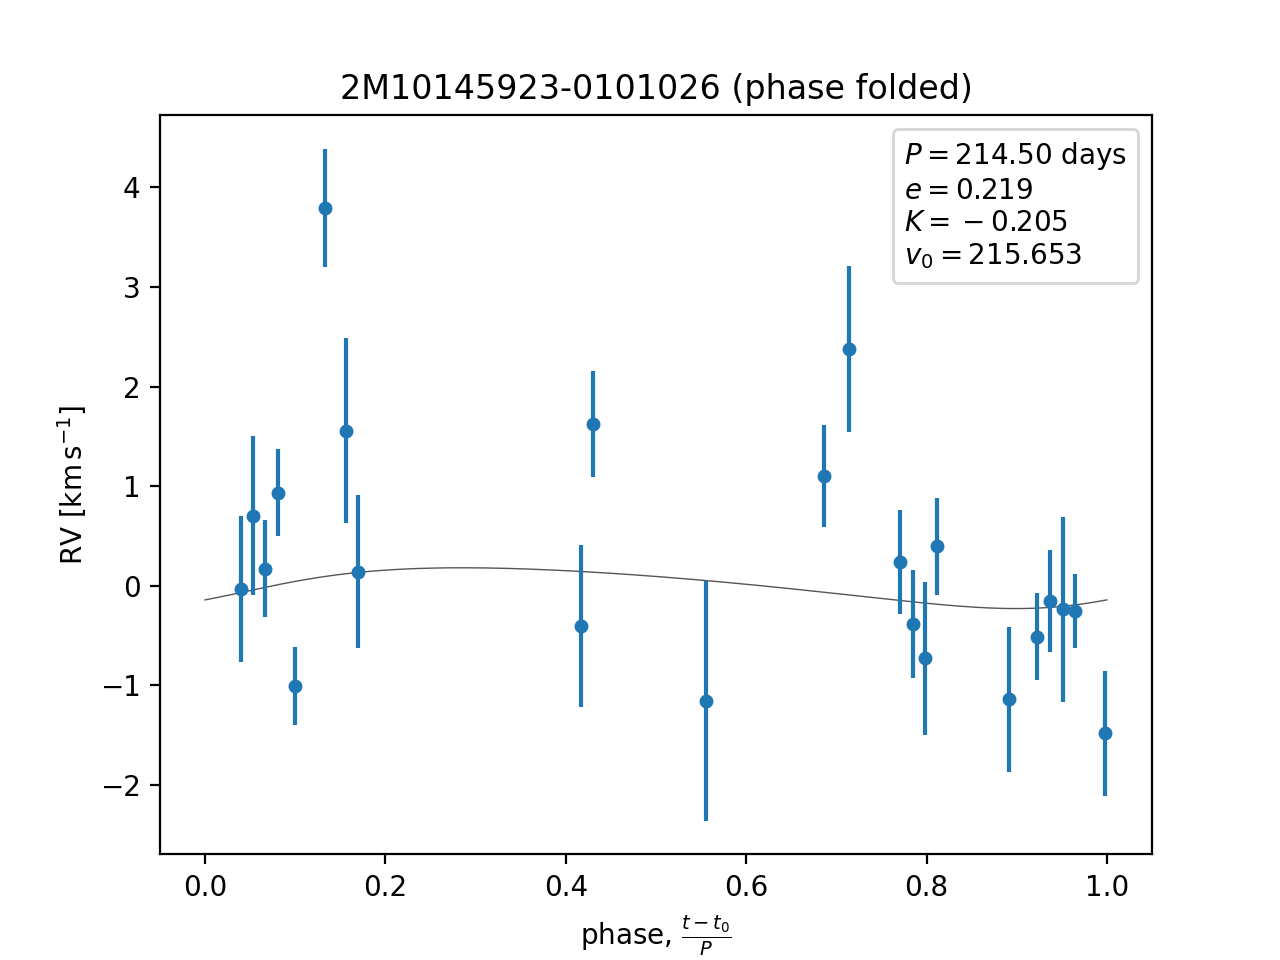 2M10145923-0101026 (phase folded)
P = 214.50 days
e = 0.219
K = −0.205
v₀ = 215.653
4
3
2
1
0
−1
−2
RV [km s⁻¹]
0.0 0.2 0.4 0.6 0.8 1.0
phase, (t − t₀)/P